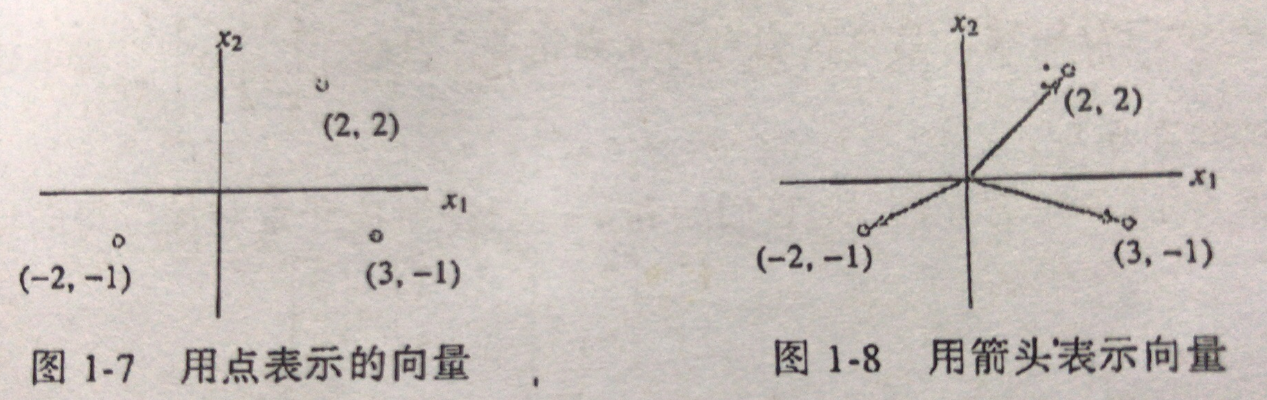 x₂
(2, 2)
x₁
(-2, -1)
(3, -1)
图 1-7 用点表示的向量
x₂
(2, 2)
x₁
(-2, -1)
(3, -1)
图 1-8 用箭头表示向量